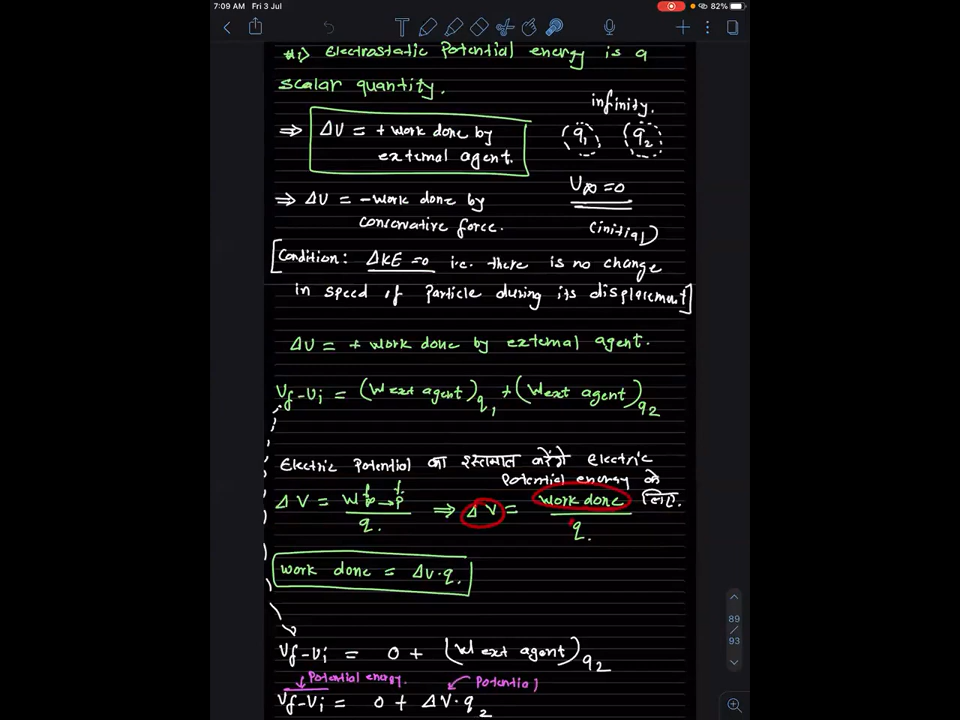 7:09 AM Fri 3 Jul
82%
#1) Electrostatic Potential energy is a
scalar quantity.
infinity.
⇒ ΔU = + work done by
external agent.
q1 q2
U∞ = 0
(initial)
⇒ ΔU = - work done by
conservative force.
[Condition: ΔKE = 0 i.e. there is no change
in speed of Particle during its displacement]
ΔU = + work done by external agent.
Uf - Ui = (W ext agent)q1 + (W ext agent)q2
Electric Potential का इस्तमाल करेंगे electric
Potential energy के
लिए.
ΔV = W / q. ⇒ ΔV = work done / q.
work done = ΔV·q.
Uf - Ui = 0 + (W ext agent)q2
Potential energy. Potential
Uf - Ui = 0 + ΔV·q2
89
/
93